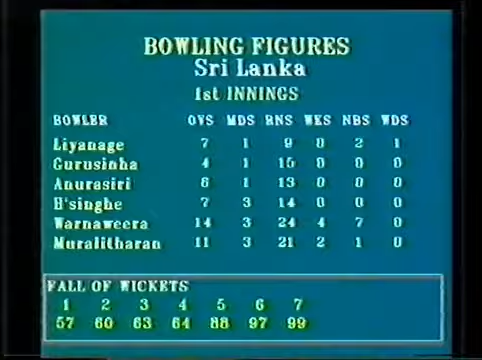 BOWLING FIGURES
Sri Lanka
1st INNINGS
BOWLER OVS MDS RNS WKS NBS WDS
Liyanage 7 1 9 0 2 1
Gurusinha 4 1 15 0 0 0
Anurasiri 6 1 13 0 0 0
H'singhe 7 3 14 0 0 0
Warnaweera 14 3 24 4 7 0
Muralitharan 11 3 21 2 1 0
FALL OF WICKETS
1 2 3 4 5 6 7
57 60 63 64 88 97 99